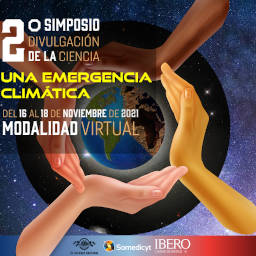 2O SIMPOSIO
DIVULGACIÓN
DE LA CIENCIA
UNA EMERGENCIA
CLIMÁTICA
DEL 16 AL 18 DE NOVIEMBRE DE 2021
MODALIDAD VIRTUAL
Somedicyt
IBERO